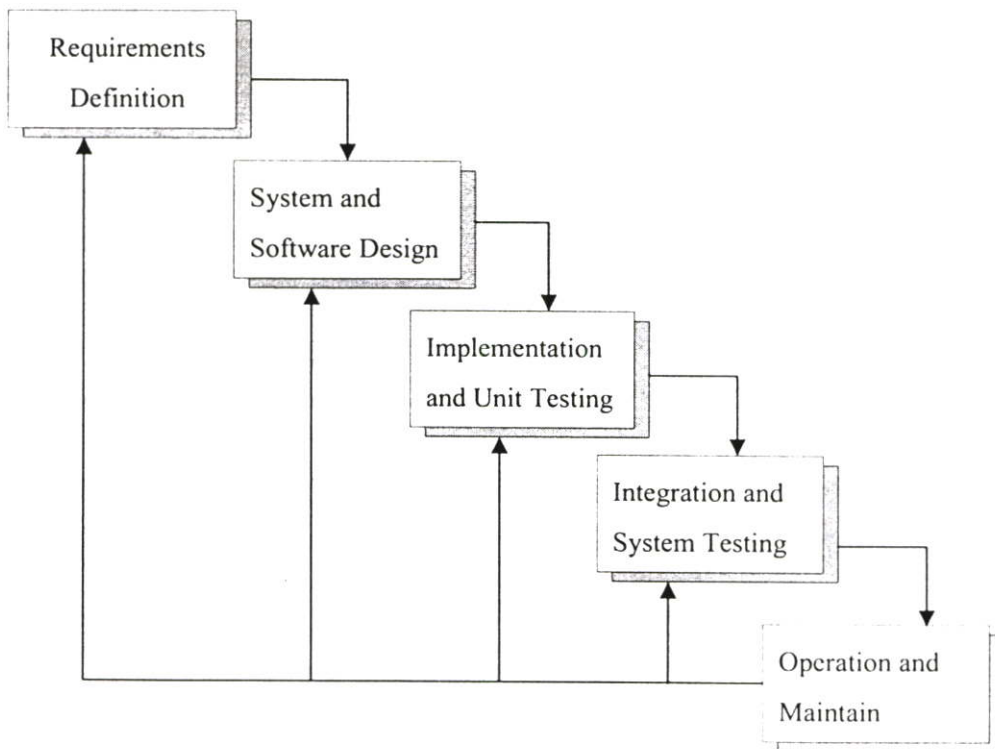 Requirements
Definition
System and
Software Design
Implementation
and Unit Testing
Integration and
System Testing
Operation and
Maintain